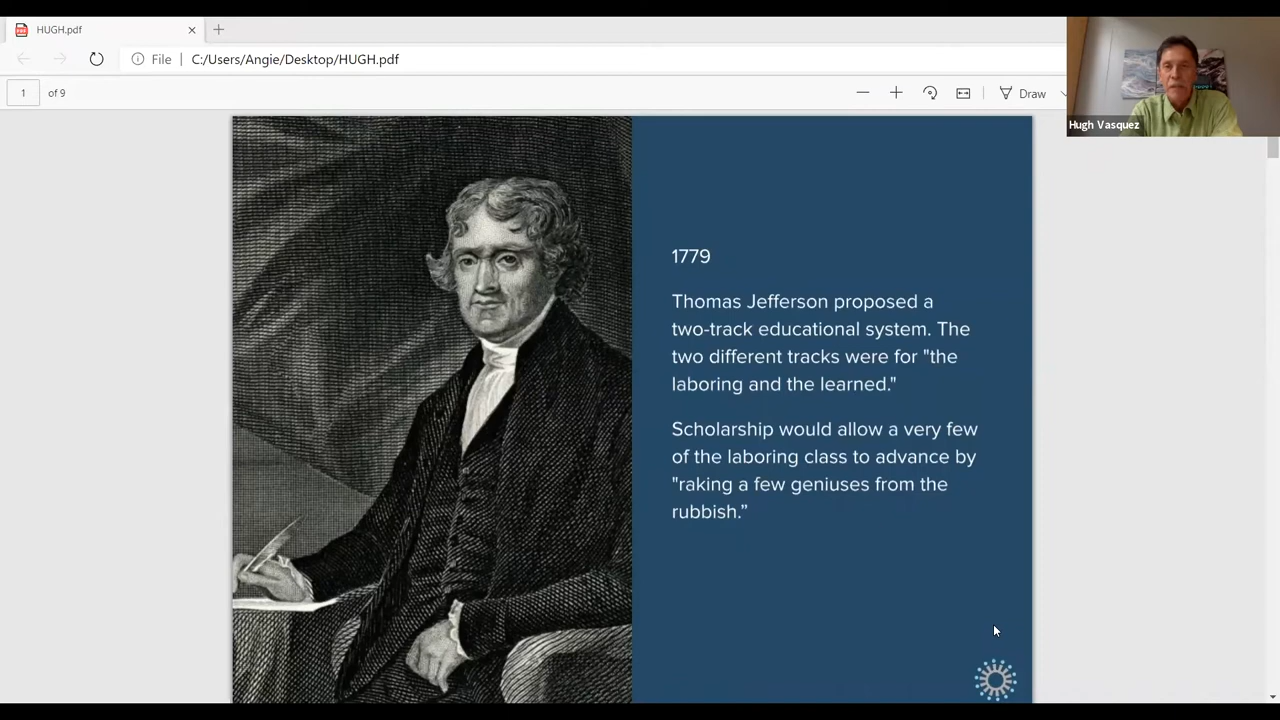 HUGH.pdf
File
C:/Users/Angie/Desktop/HUGH.pdf
1
of 9
Draw
Hugh Vasquez
1779
Thomas Jefferson proposed a
two-track educational system. The
two different tracks were for "the
laboring and the learned."
Scholarship would allow a very few
of the laboring class to advance by
"raking a few geniuses from the
rubbish.”